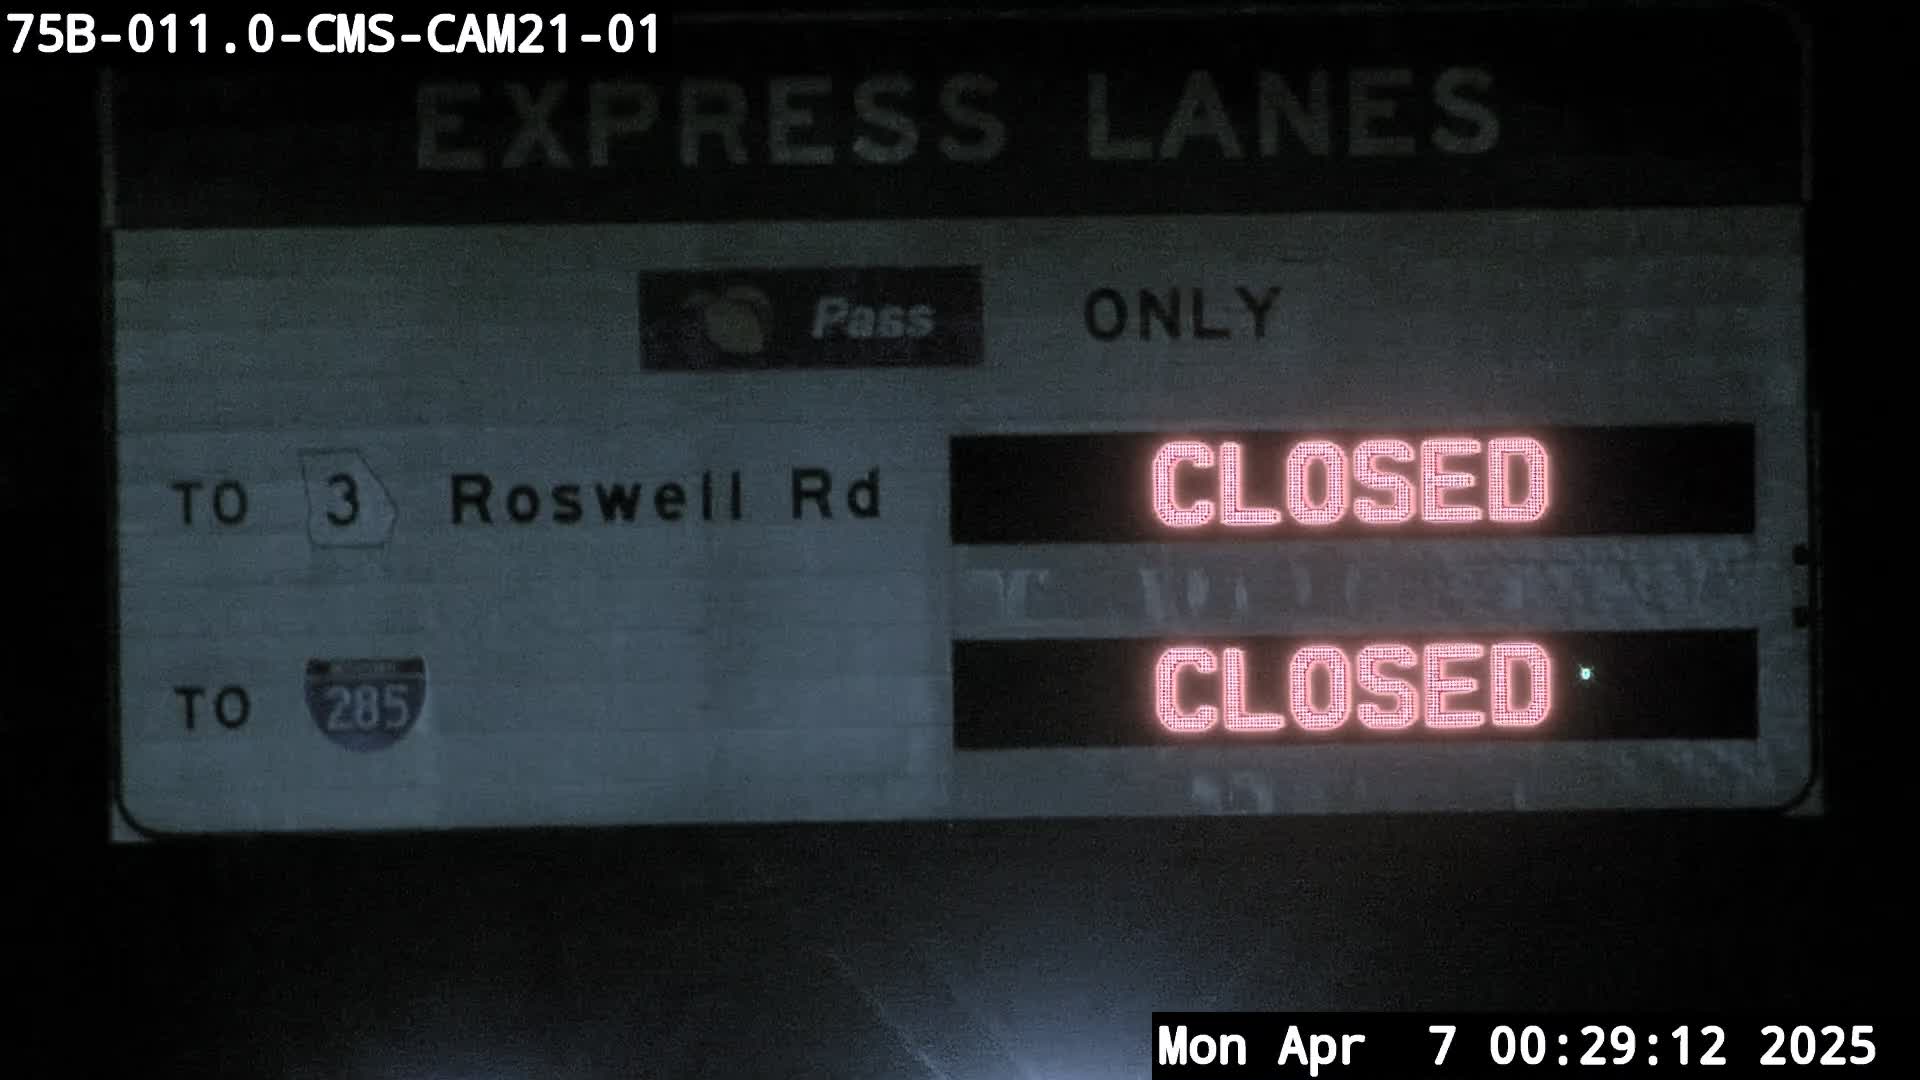 75B-011.0-CMS-CAM21-01
EXPRESS LANES
Pass ONLY
TO 3 Roswell Rd CLOSED
TO 285 CLOSED
Mon Apr 7 00:29:12 2025